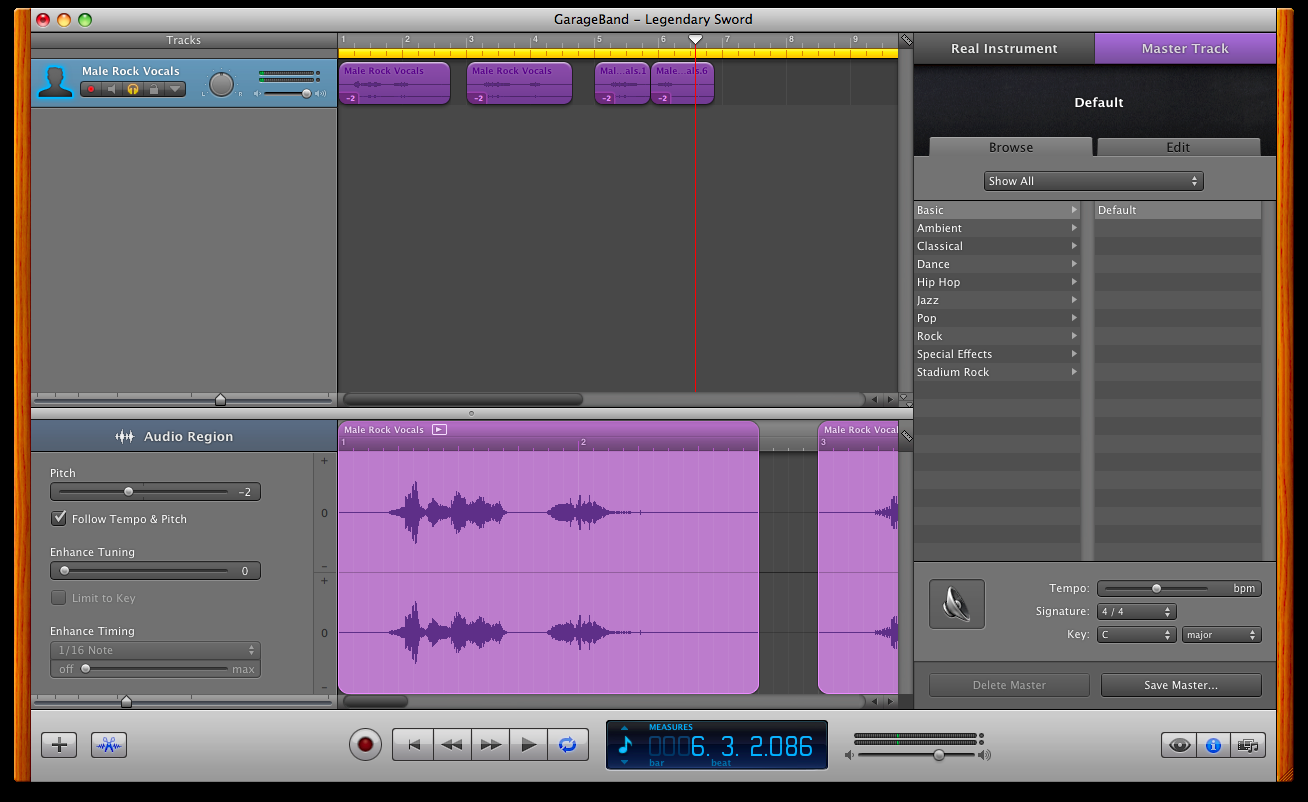 GarageBand – Legendary Sword
Tracks
1 2 3 4 5 6 7 8 9
Male Rock Vocals
L R
Male Rock Vocals
-2
Male Rock Vocals
-2
Mal...als.1
-2
Male...als.6
-2
Real Instrument
Master Track
Default
Browse
Edit
Show All
Basic
Ambient
Classical
Dance
Hip Hop
Jazz
Pop
Rock
Special Effects
Stadium Rock
Default
Audio Region
Pitch
-2
Follow Tempo & Pitch
Enhance Tuning
0
Limit to Key
Enhance Timing
1/16 Note
off max
+
0
-
+
0
-
Male Rock Vocals
1 2
Male Rock Vocal
3
Tempo: bpm
Signature: 4 / 4
Key: C major
Delete Master
Save Master...
MEASURES
0006. 3. 2.086
bar beat